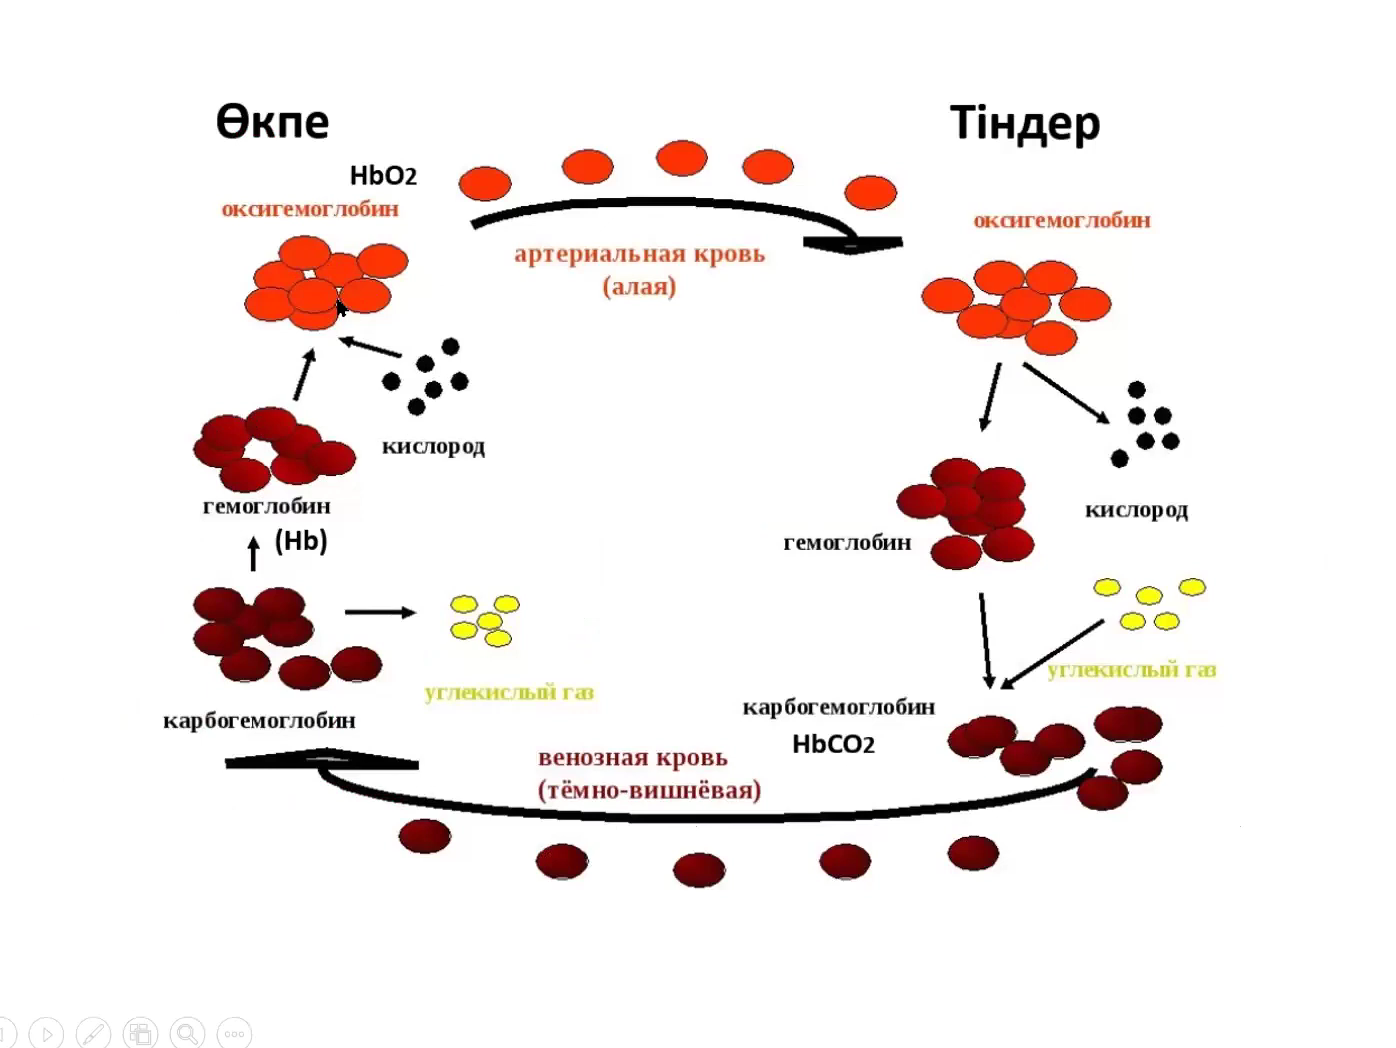 Өкпе
Тіндер
HbO2
оксигемоглобин
оксигемоглобин
артериальная кровь
(алая)
кислород
гемоглобин
(Hb)
кислород
гемоглобин
углекислый газ
углекислый газ
карбогемоглобин
карбогемоглобин
HbCO2
венозная кровь
(тёмно-вишнёвая)